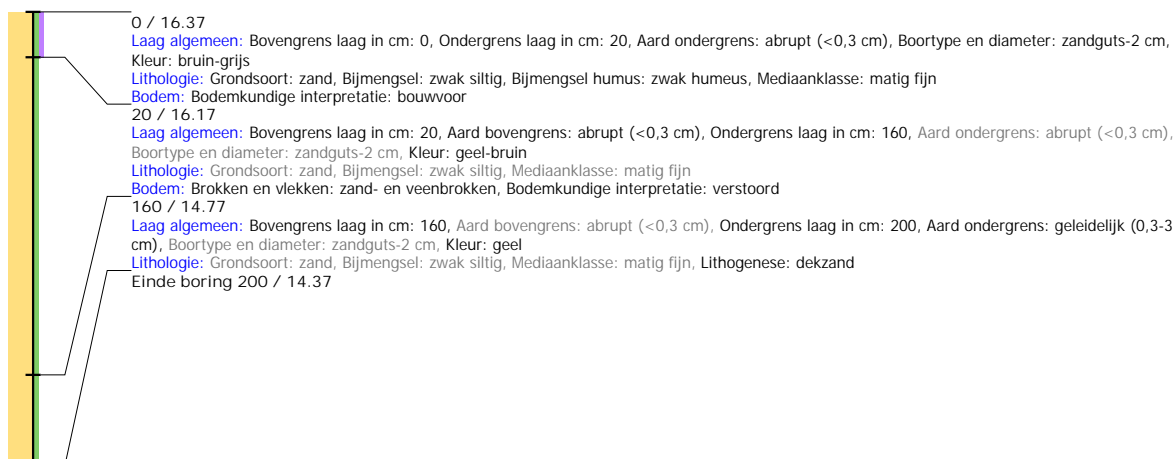 0 / 16.37
Laag algemeen: Bovengrens laag in cm: 0, Ondergrens laag in cm: 20, Aard ondergrens: abrupt (<0,3 cm), Boortype en diameter: zandguts-2 cm,
Kleur: bruin-grijs
Lithologie: Grondsoort: zand, Bijmengsel: zwak siltig, Bijmengsel humus: zwak humeus, Mediaanklasse: matig fijn
Bodem: Bodemkundige interpretatie: bouwvoor
20 / 16.17
Laag algemeen: Bovengrens laag in cm: 20, Aard bovengrens: abrupt (<0,3 cm), Ondergrens laag in cm: 160, Aard ondergrens: abrupt (<0,3 cm),
Boortype en diameter: zandguts-2 cm, Kleur: geel-bruin
Lithologie: Grondsoort: zand, Bijmengsel: zwak siltig, Mediaanklasse: matig fijn
Bodem: Brokken en vlekken: zand- en veenbrokken, Bodemkundige interpretatie: verstoord
160 / 14.77
Laag algemeen: Bovengrens laag in cm: 160, Aard bovengrens: abrupt (<0,3 cm), Ondergrens laag in cm: 200, Aard ondergrens: geleidelijk (0,3-3
cm), Boortype en diameter: zandguts-2 cm, Kleur: geel
Lithologie: Grondsoort: zand, Bijmengsel: zwak siltig, Mediaanklasse: matig fijn, Lithogenese: dekzand
Einde boring 200 / 14.37